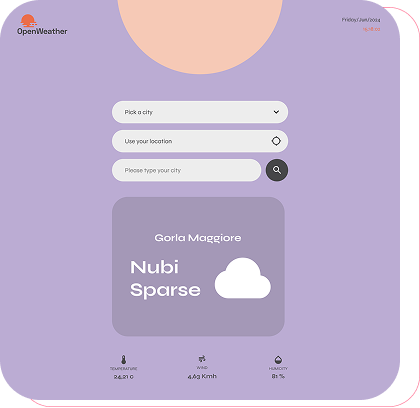 OpenWeather
Friday/Jun/2024
Pick a city
Use your location
Please type your city
Gorla Maggiore
Nubi
Sparse
TEMPERATURE
WIND
HUMIDITY
24,21 c
4,63 Kmh
81 %